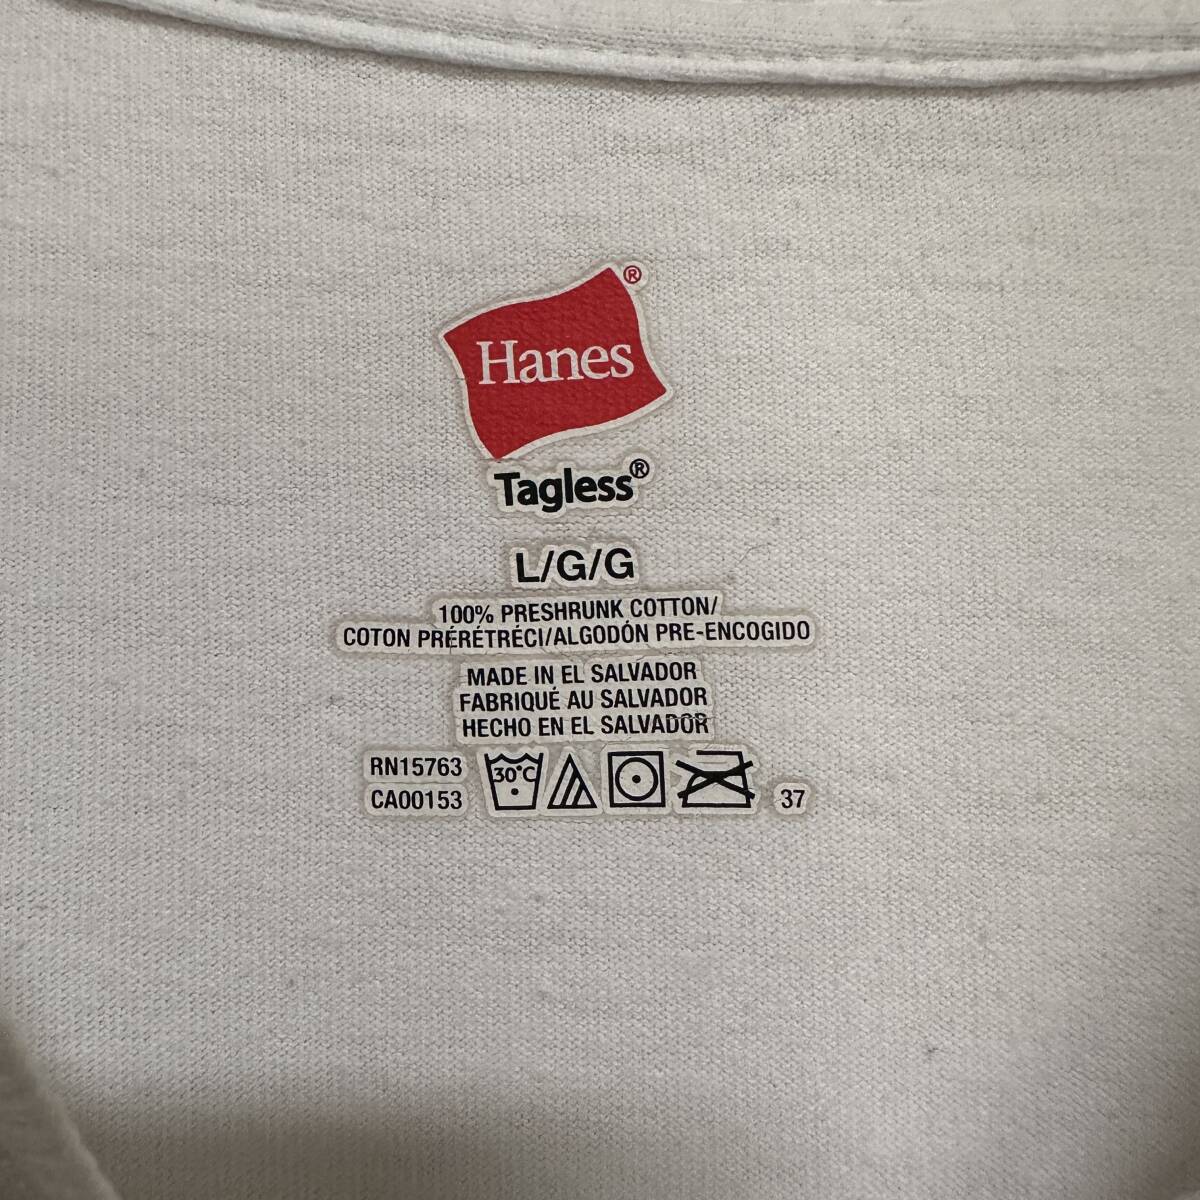 Hanes®
Tagless®
L/G/G
100% PRESHRUNK COTTON/
COTON PRÉRÉTRÉCI/ALGODÓN PRE-ENCOGIDO
MADE IN EL SALVADOR
FABRIQUÉ AU SALVADOR
HECHO EN EL SALVADOR
RN15763
CA00153
30°C
37